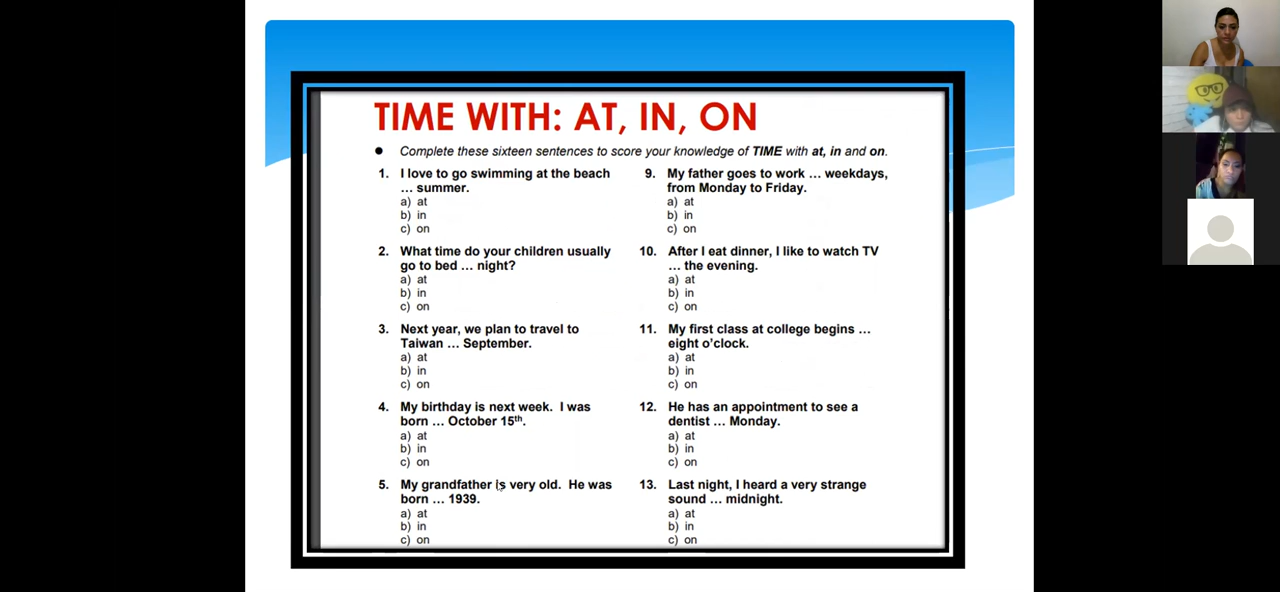 TIME WITH: AT, IN, ON
● Complete these sixteen sentences to score your knowledge of TIME with at, in and on.
1. I love to go swimming at the beach
... summer.
a) at
b) in
c) on
2. What time do your children usually
go to bed ... night?
a) at
b) in
c) on
3. Next year, we plan to travel to
Taiwan ... September.
a) at
b) in
c) on
4. My birthday is next week. I was
born ... October 15th.
a) at
b) in
c) on
5. My grandfather is very old. He was
born ... 1939.
a) at
b) in
c) on
9. My father goes to work ... weekdays,
from Monday to Friday.
a) at
b) in
c) on
10. After I eat dinner, I like to watch TV
... the evening.
a) at
b) in
c) on
11. My first class at college begins ...
eight o'clock.
a) at
b) in
c) on
12. He has an appointment to see a
dentist ... Monday.
a) at
b) in
c) on
13. Last night, I heard a very strange
sound ... midnight.
a) at
b) in
c) on